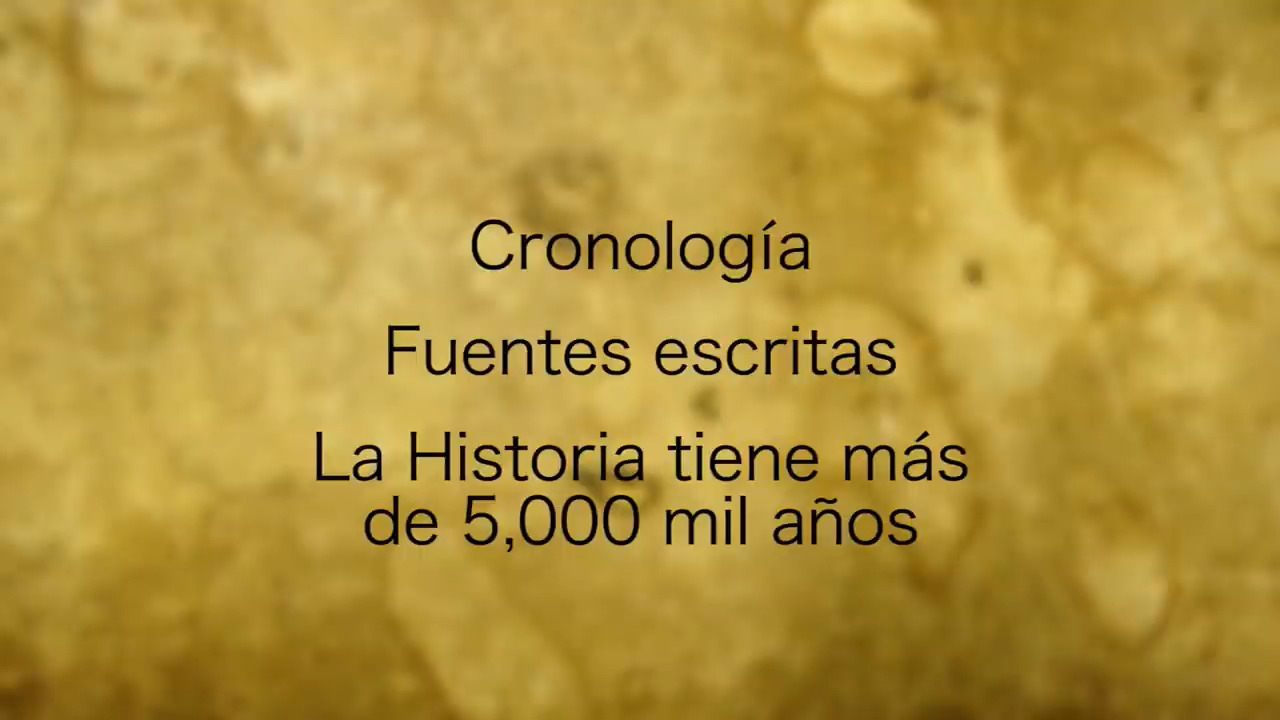 Cronología
Fuentes escritas
La Historia tiene más
de 5,000 mil años